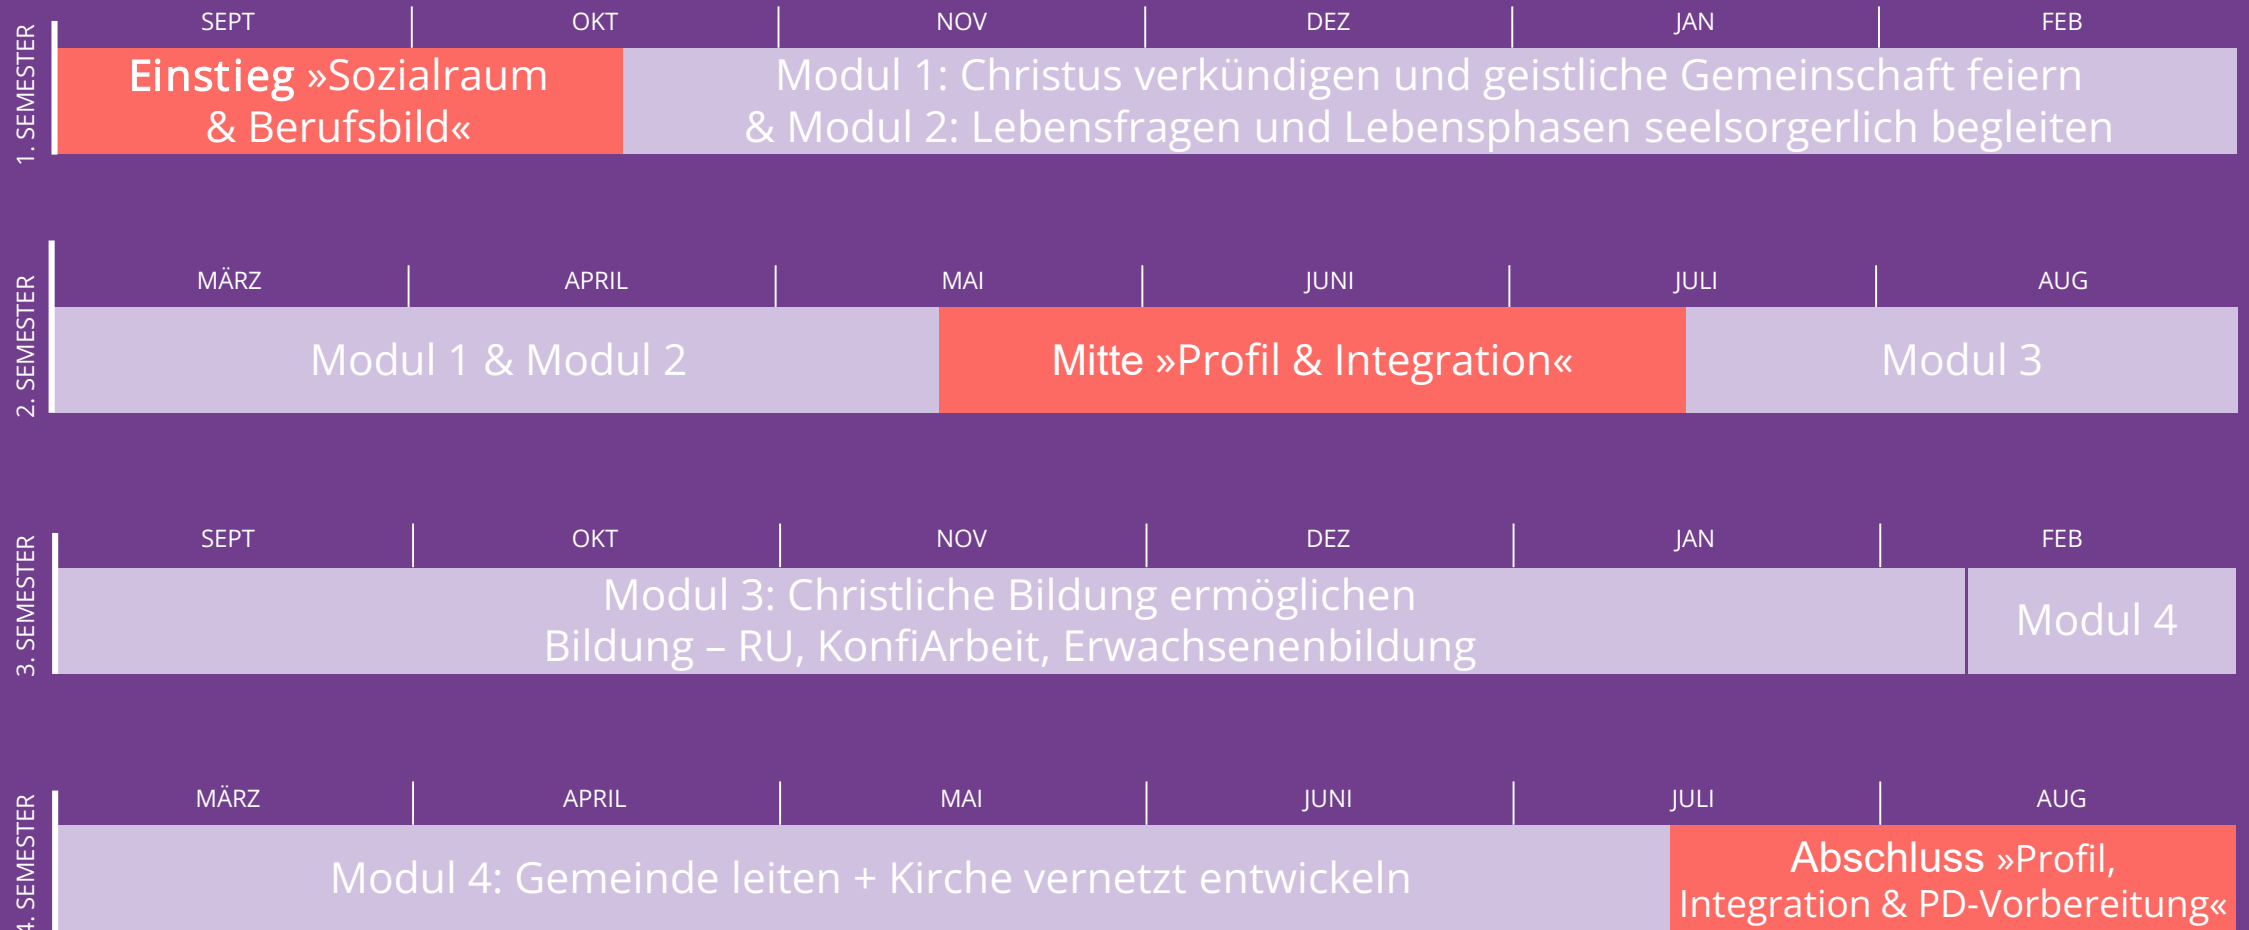 1. SEMESTER
SEPT OKT NOV DEZ JAN FEB
Einstieg »Sozialraum
& Berufsbild«
Modul 1: Christus verkündigen und geistliche Gemeinschaft feiern
& Modul 2: Lebensfragen und Lebensphasen seelsorgerlich begleiten
2. SEMESTER
MÄRZ APRIL MAI JUNI JULI AUG
Modul 1 & Modul 2
Mitte »Profil & Integration«
Modul 3
3. SEMESTER
SEPT OKT NOV DEZ JAN FEB
Modul 3: Christliche Bildung ermöglichen
Bildung – RU, KonfiArbeit, Erwachsenenbildung
Modul 4
4. SEMESTER
MÄRZ APRIL MAI JUNI JULI AUG
Modul 4: Gemeinde leiten + Kirche vernetzt entwickeln
Abschluss »Profil,
Integration & PD-Vorbereitung«